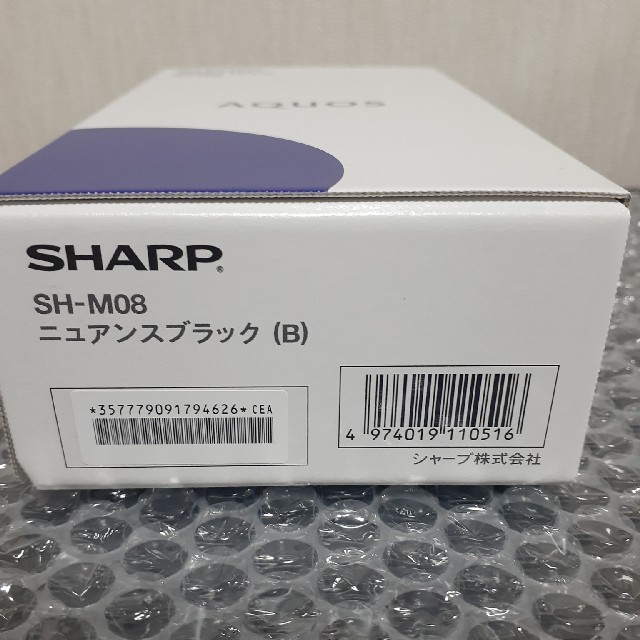 AQUOS
SHARP®
SH-M08
ニュアンスブラック (B)
*357779091794626* CEA
4 974019 110516
シャープ株式会社